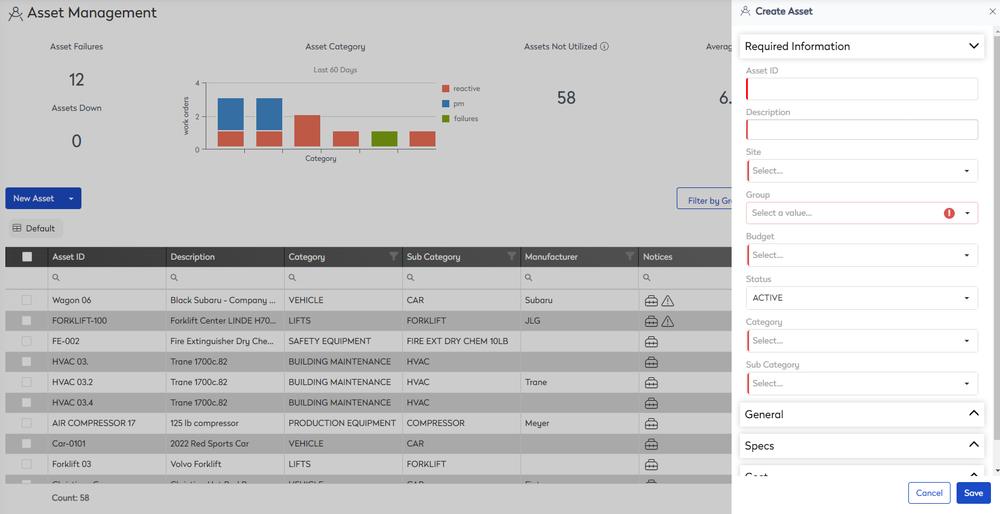 Asset Management
Asset Failures
12
Assets Down
0
Asset Category
Last 60 Days
work orders
4
2
0
Category
reactive
pm
failures
Assets Not Utilized
58
Averag
6.
New Asset
Filter by Gr
Default
Asset ID Description Category Sub Category Manufacturer Notices
Wagon 06 Black Subaru - Company ... VEHICLE CAR Subaru
FORKLIFT-100 Forklift Center LINDE H70... LIFTS FORKLIFT JLG
FE-002 Fire Extinguisher Dry Che... SAFETY EQUIPMENT FIRE EXT DRY CHEM 10LB
HVAC 03. Trane 1700c.82 BUILDING MAINTENANCE HVAC
HVAC 03.2 Trane 1700c.82 BUILDING MAINTENANCE HVAC Trane
HVAC 03.4 Trane 1700c.82 BUILDING MAINTENANCE HVAC
AIR COMPRESSOR 17 125 lb compressor PRODUCTION EQUIPMENT COMPRESSOR Meyer
Car-0101 2022 Red Sports Car VEHICLE CAR
Forklift 03 Volvo Forklift LIFTS FORKLIFT
Count: 58
Create Asset
Required Information
Asset ID
Description
Site
Select...
Group
Select a value...
Budget
Select...
Status
ACTIVE
Category
Select...
Sub Category
Select...
General
Specs
Cost
Cancel Save